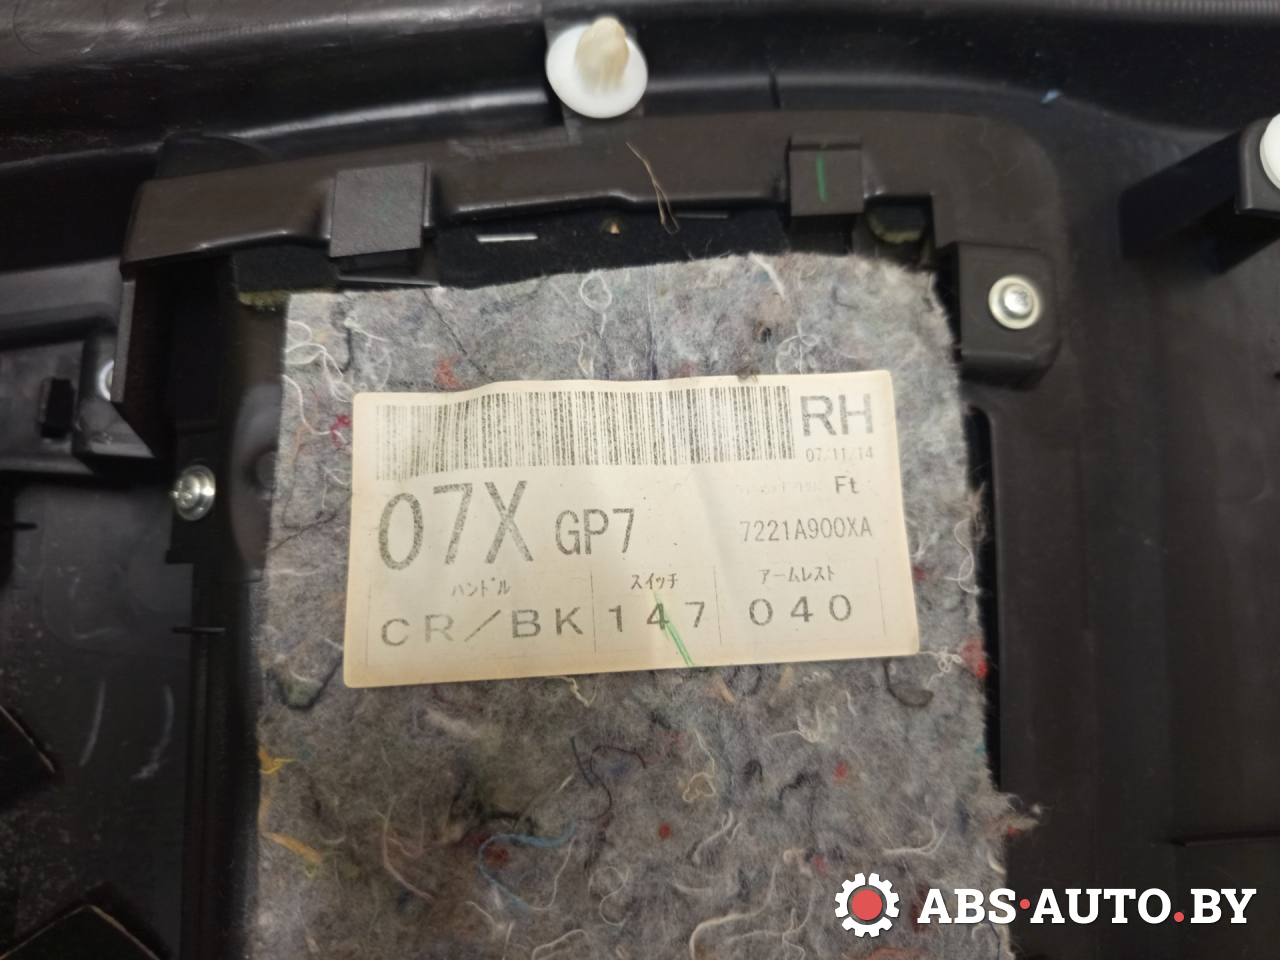 RH
07/11/14
Ft
07X GP7 7221A900XA
ﾊﾝﾄﾞﾙ スイッチ アームレスト
CR/BK 147 040
ABS·AUTO.BY